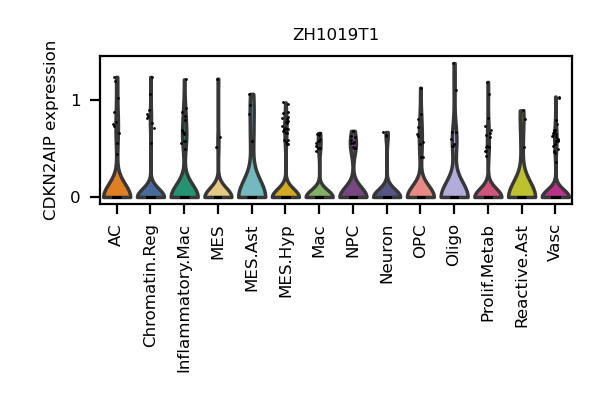 ZH1019T1
CDKN2AIP expression
1
0
AC
Chromatin.Reg
Inflammatory.Mac
MES
MES.Ast
MES.Hyp
Mac
NPC
Neuron
OPC
Oligo
Prolif.Metab
Reactive.Ast
Vasc